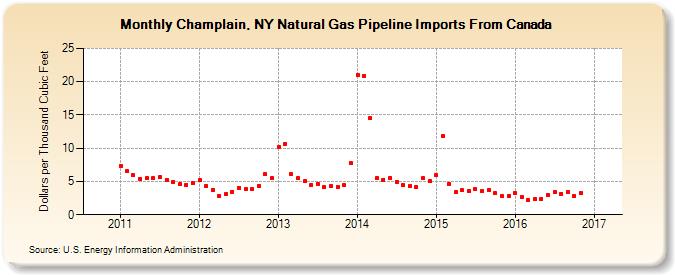 Monthly Champlain, NY Natural Gas Pipeline Imports From Canada
Dollars per Thousand Cubic Feet
25
20
15
10
5
0
2011 2012 2013 2014 2015 2016 2017
Source: U.S. Energy Information Administration